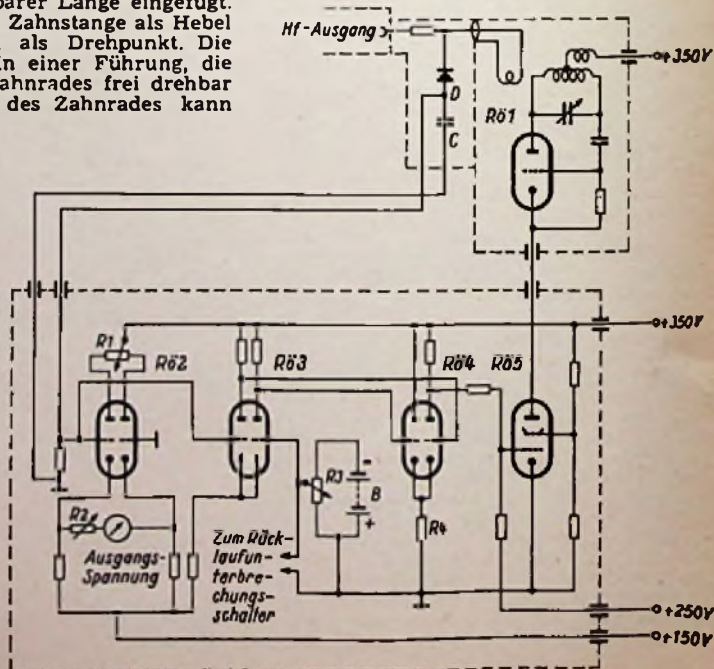 barer Länge eingefügt.
Zahnstange als Hebel
als Drehpunkt. Die
in einer Führung, die
ahnrades frei drehbar
des Zahnrades kann
Hf-Ausgang
+350V
D
C
Rö1
+350V
R1
Rö2
Rö3
Rö4
Rö5
R2
R3
-
B
+
R4
Ausgangs-
Spannung
Zum Rück-
laufun-
terbre-
chungs-
schalter
+250V
+150V